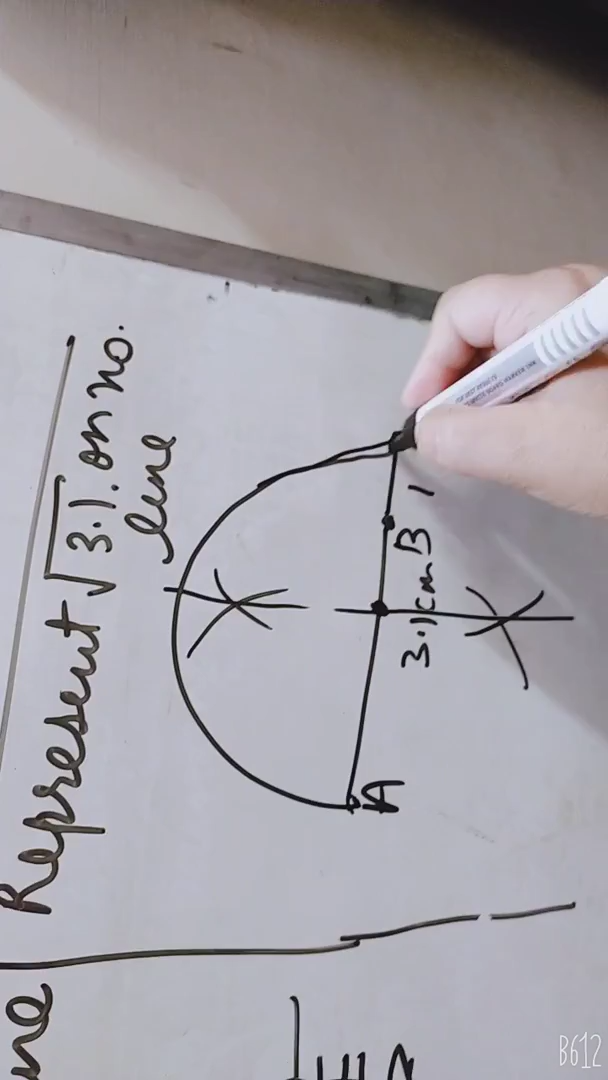 Represent √3.1. on no.
line
A
3.1cm
B
1
B612